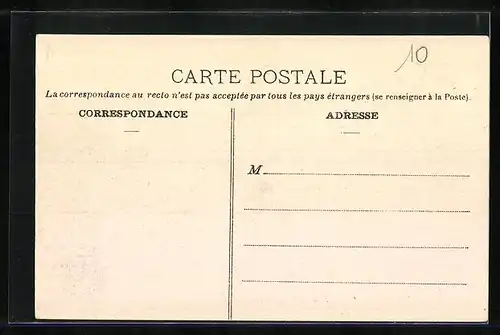 10
CARTE POSTALE
La correspondance au recto n'est pas acceptée par tous les pays étrangers (se renseigner à la Poste).
CORRESPONDANCE
ADRESSE
M